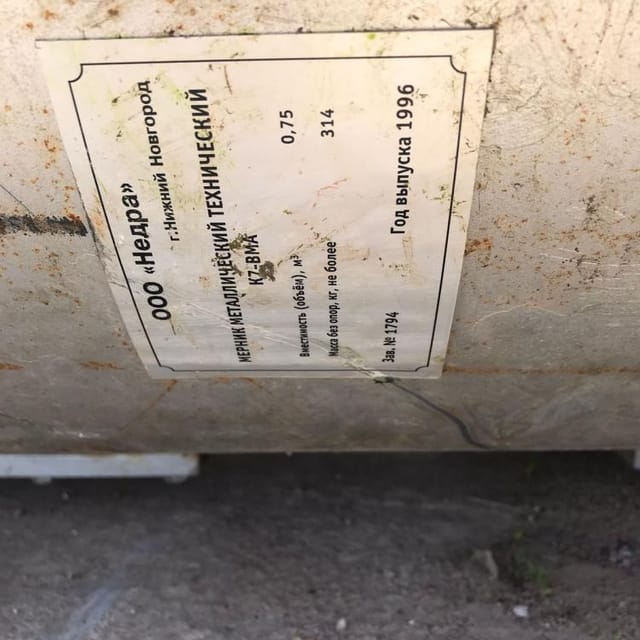 ООО «Недра»
г.Нижний Новгород
МЕРНИК МЕТАЛЛИЧЕСКИЙ ТЕХНИЧЕСКИЙ
Вместимость (объём), м³ 0,75
Масса без опор, кг, не более 314
Зав. № 1794 Год выпуска 1996